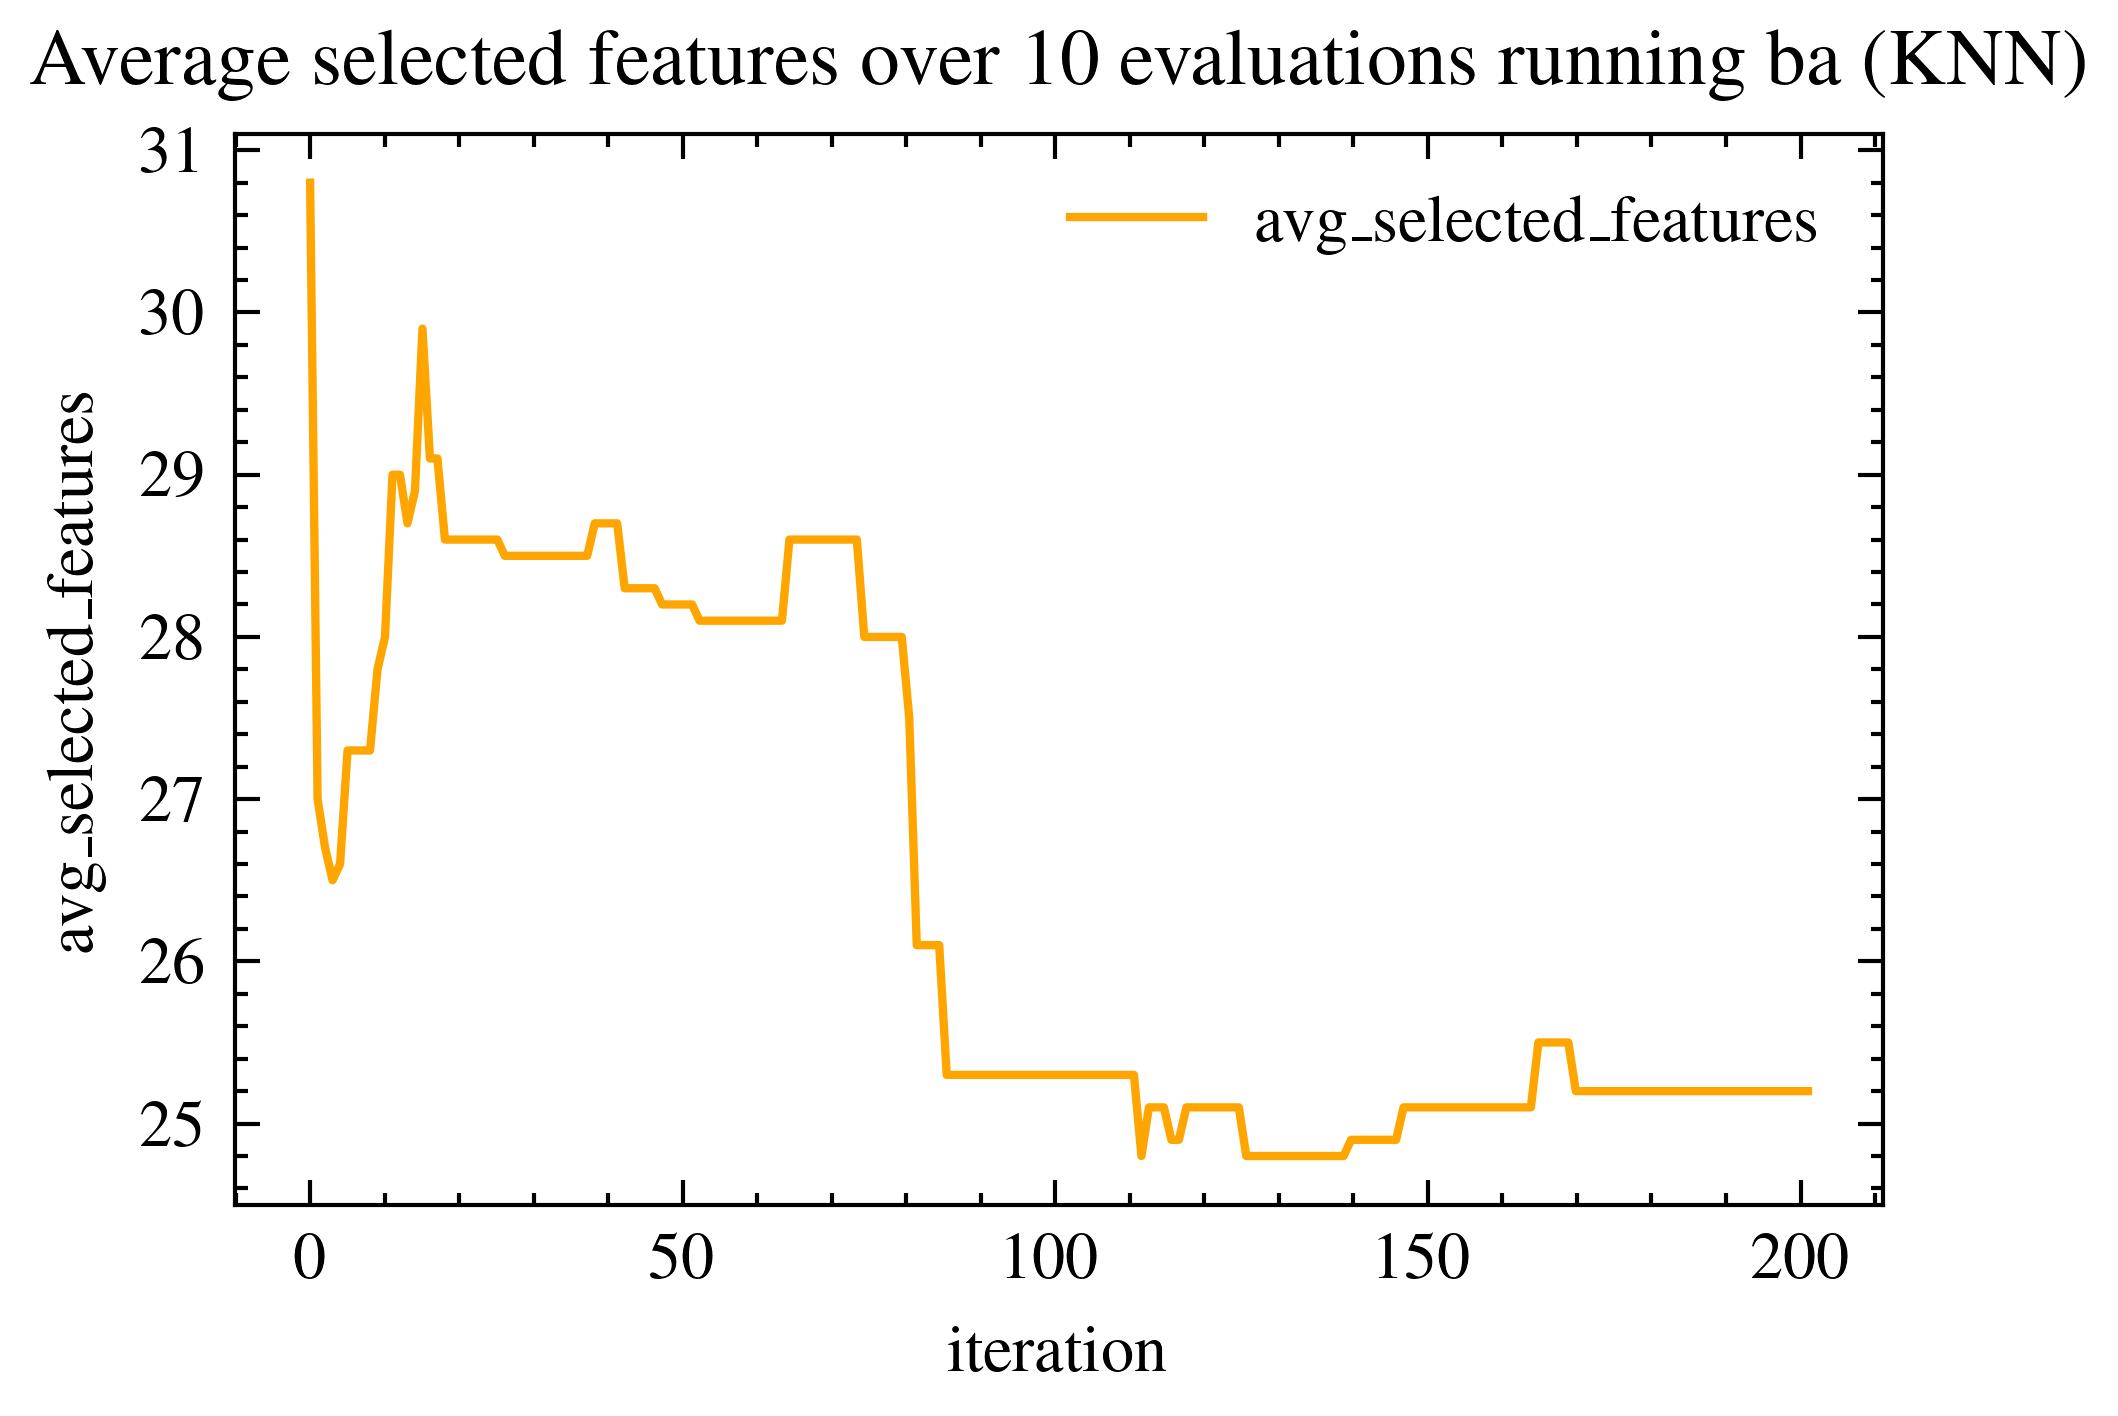 Average selected features over 10 evaluations running ba (KNN)
avg_selected_features
31
30
29
28
27
26
25
avg_selected_features
0 50 100 150 200
iteration